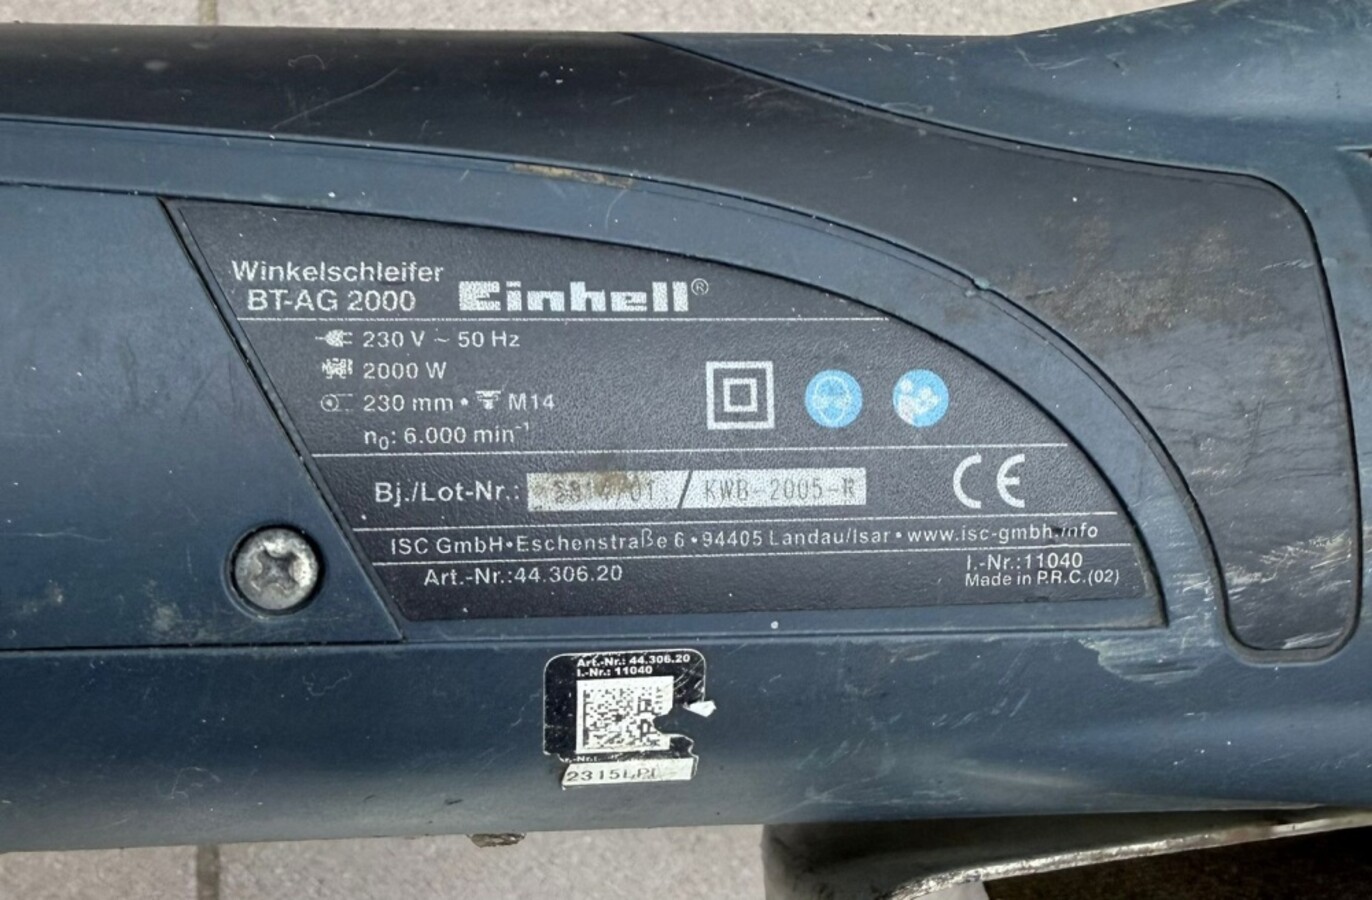 Winkelschleifer
BT-AG 2000 Einhell®
230 V ~ 50 Hz
2000 W
230 mm • M14
n0: 6.000 min⁻¹
Bj./Lot-Nr.: / KWB-2005-R
ISC GmbH•Eschenstraße 6•94405 Landau/Isar•www.isc-gmbh.info
Art.-Nr.:44.306.20
I.-Nr.:11040
Made in P.R.C.(02)
CE
Art.-Nr.: 44.306.20
I.-Nr.: 11040